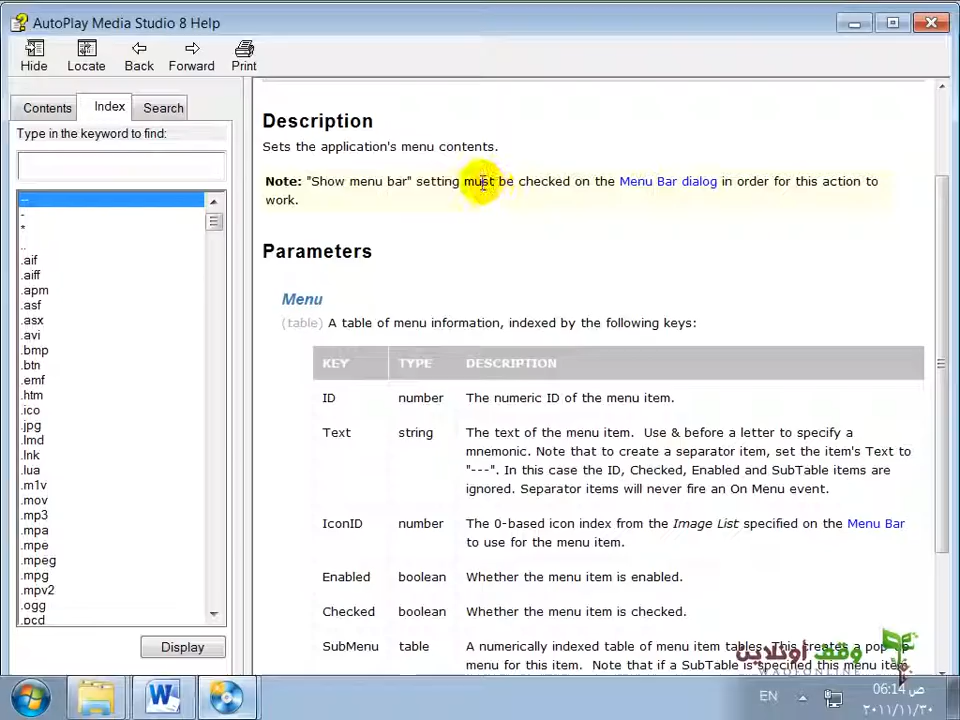 AutoPlay Media Studio 8 Help
Hide Locate Back Forward Print
Contents Index Search
Type in the keyword to find:
--
-
*
..
.aif
.aiff
.apm
.asf
.asx
.avi
.bmp
.btn
.emf
.htm
.ico
.jpg
.lmd
.lnk
.lua
.m1v
.mov
.mp3
.mpa
.mpe
.mpeg
.mpg
.mpv2
.ogg
.pcd
Display
Description
Sets the application's menu contents.
Note: "Show menu bar" setting must be checked on the Menu Bar dialog in order for this action to
work.
Parameters
Menu
(table) A table of menu information, indexed by the following keys:
KEY TYPE DESCRIPTION
ID number The numeric ID of the menu item.
Text string The text of the menu item. Use & before a letter to specify a
mnemonic. Note that to create a separator item, set the item's Text to
"---". In this case the ID, Checked, Enabled and SubTable items are
ignored. Separator items will never fire an On Menu event.
IconID number The 0-based icon index from the Image List specified on the Menu Bar
to use for the menu item.
Enabled boolean Whether the menu item is enabled.
Checked boolean Whether the menu item is checked.
SubMenu table A numerically indexed table of menu item tables. This creates a pop
menu for this item. Note that if a SubTable is specified this menu item
وقف أونلاين
WAQFONLINE
EN
06:14 ص
٢٠١١/١١/٣٠